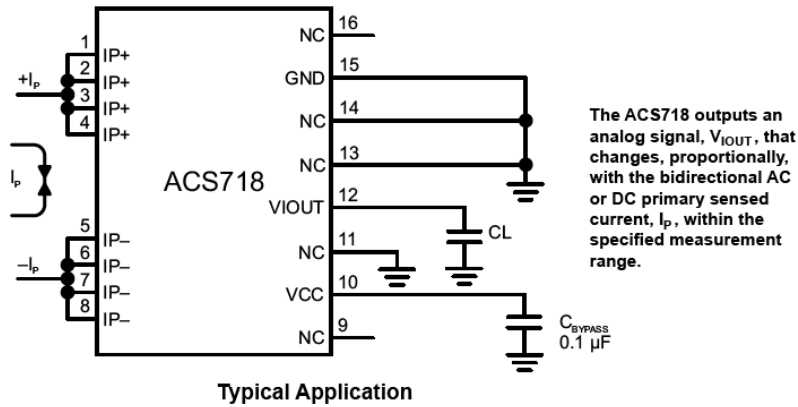 1 IP+
2 IP+
3 IP+
4 IP+
+IP
IP
5 IP–
6 IP–
7 IP–
8 IP–
–IP
ACS718
NC 16
GND 15
NC 14
NC 13
VIOUT 12
CL
NC 11
VCC 10
NC 9
CBYPASS
0.1 µF
The ACS718 outputs an
analog signal, VIOUT, that
changes, proportionally,
with the bidirectional AC
or DC primary sensed
current, IP, within the
specified measurement
range.
Typical Application